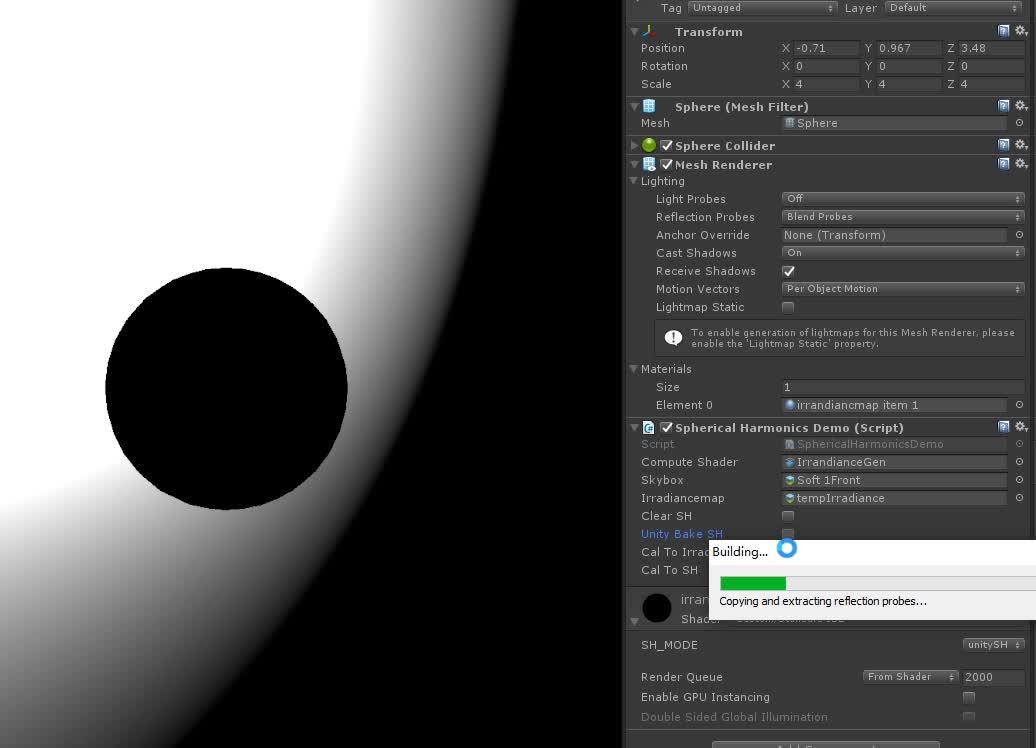 Tag Untagged Layer Default
Transform
Position X -0.71 Y 0.967 Z 3.48
Rotation X 0 Y 0 Z 0
Scale X 4 Y 4 Z 4
Sphere (Mesh Filter)
Mesh Sphere
Sphere Collider
Mesh Renderer
Lighting
Light Probes Off
Reflection Probes Blend Probes
Anchor Override None (Transform)
Cast Shadows On
Receive Shadows
Motion Vectors Per Object Motion
Lightmap Static
To enable generation of lightmaps for this Mesh Renderer, please
enable the 'Lightmap Static' property.
Materials
Size 1
Element 0 irrandiancmap item 1
Spherical Harmonics Demo (Script)
Script SphericalHarmonicsDemo
Compute Shader IrrandianceGen
Skybox Soft 1Front
Irradiancemap tempIrradiance
Clear SH
Unity Bake SH
Building...
Cal To Irrad
Cal To SH
Copying and extracting reflection probes...
irran
Shader
SH_MODE unitySH
Render Queue From Shader 2000
Enable GPU Instancing
Double Sided Global Illumination